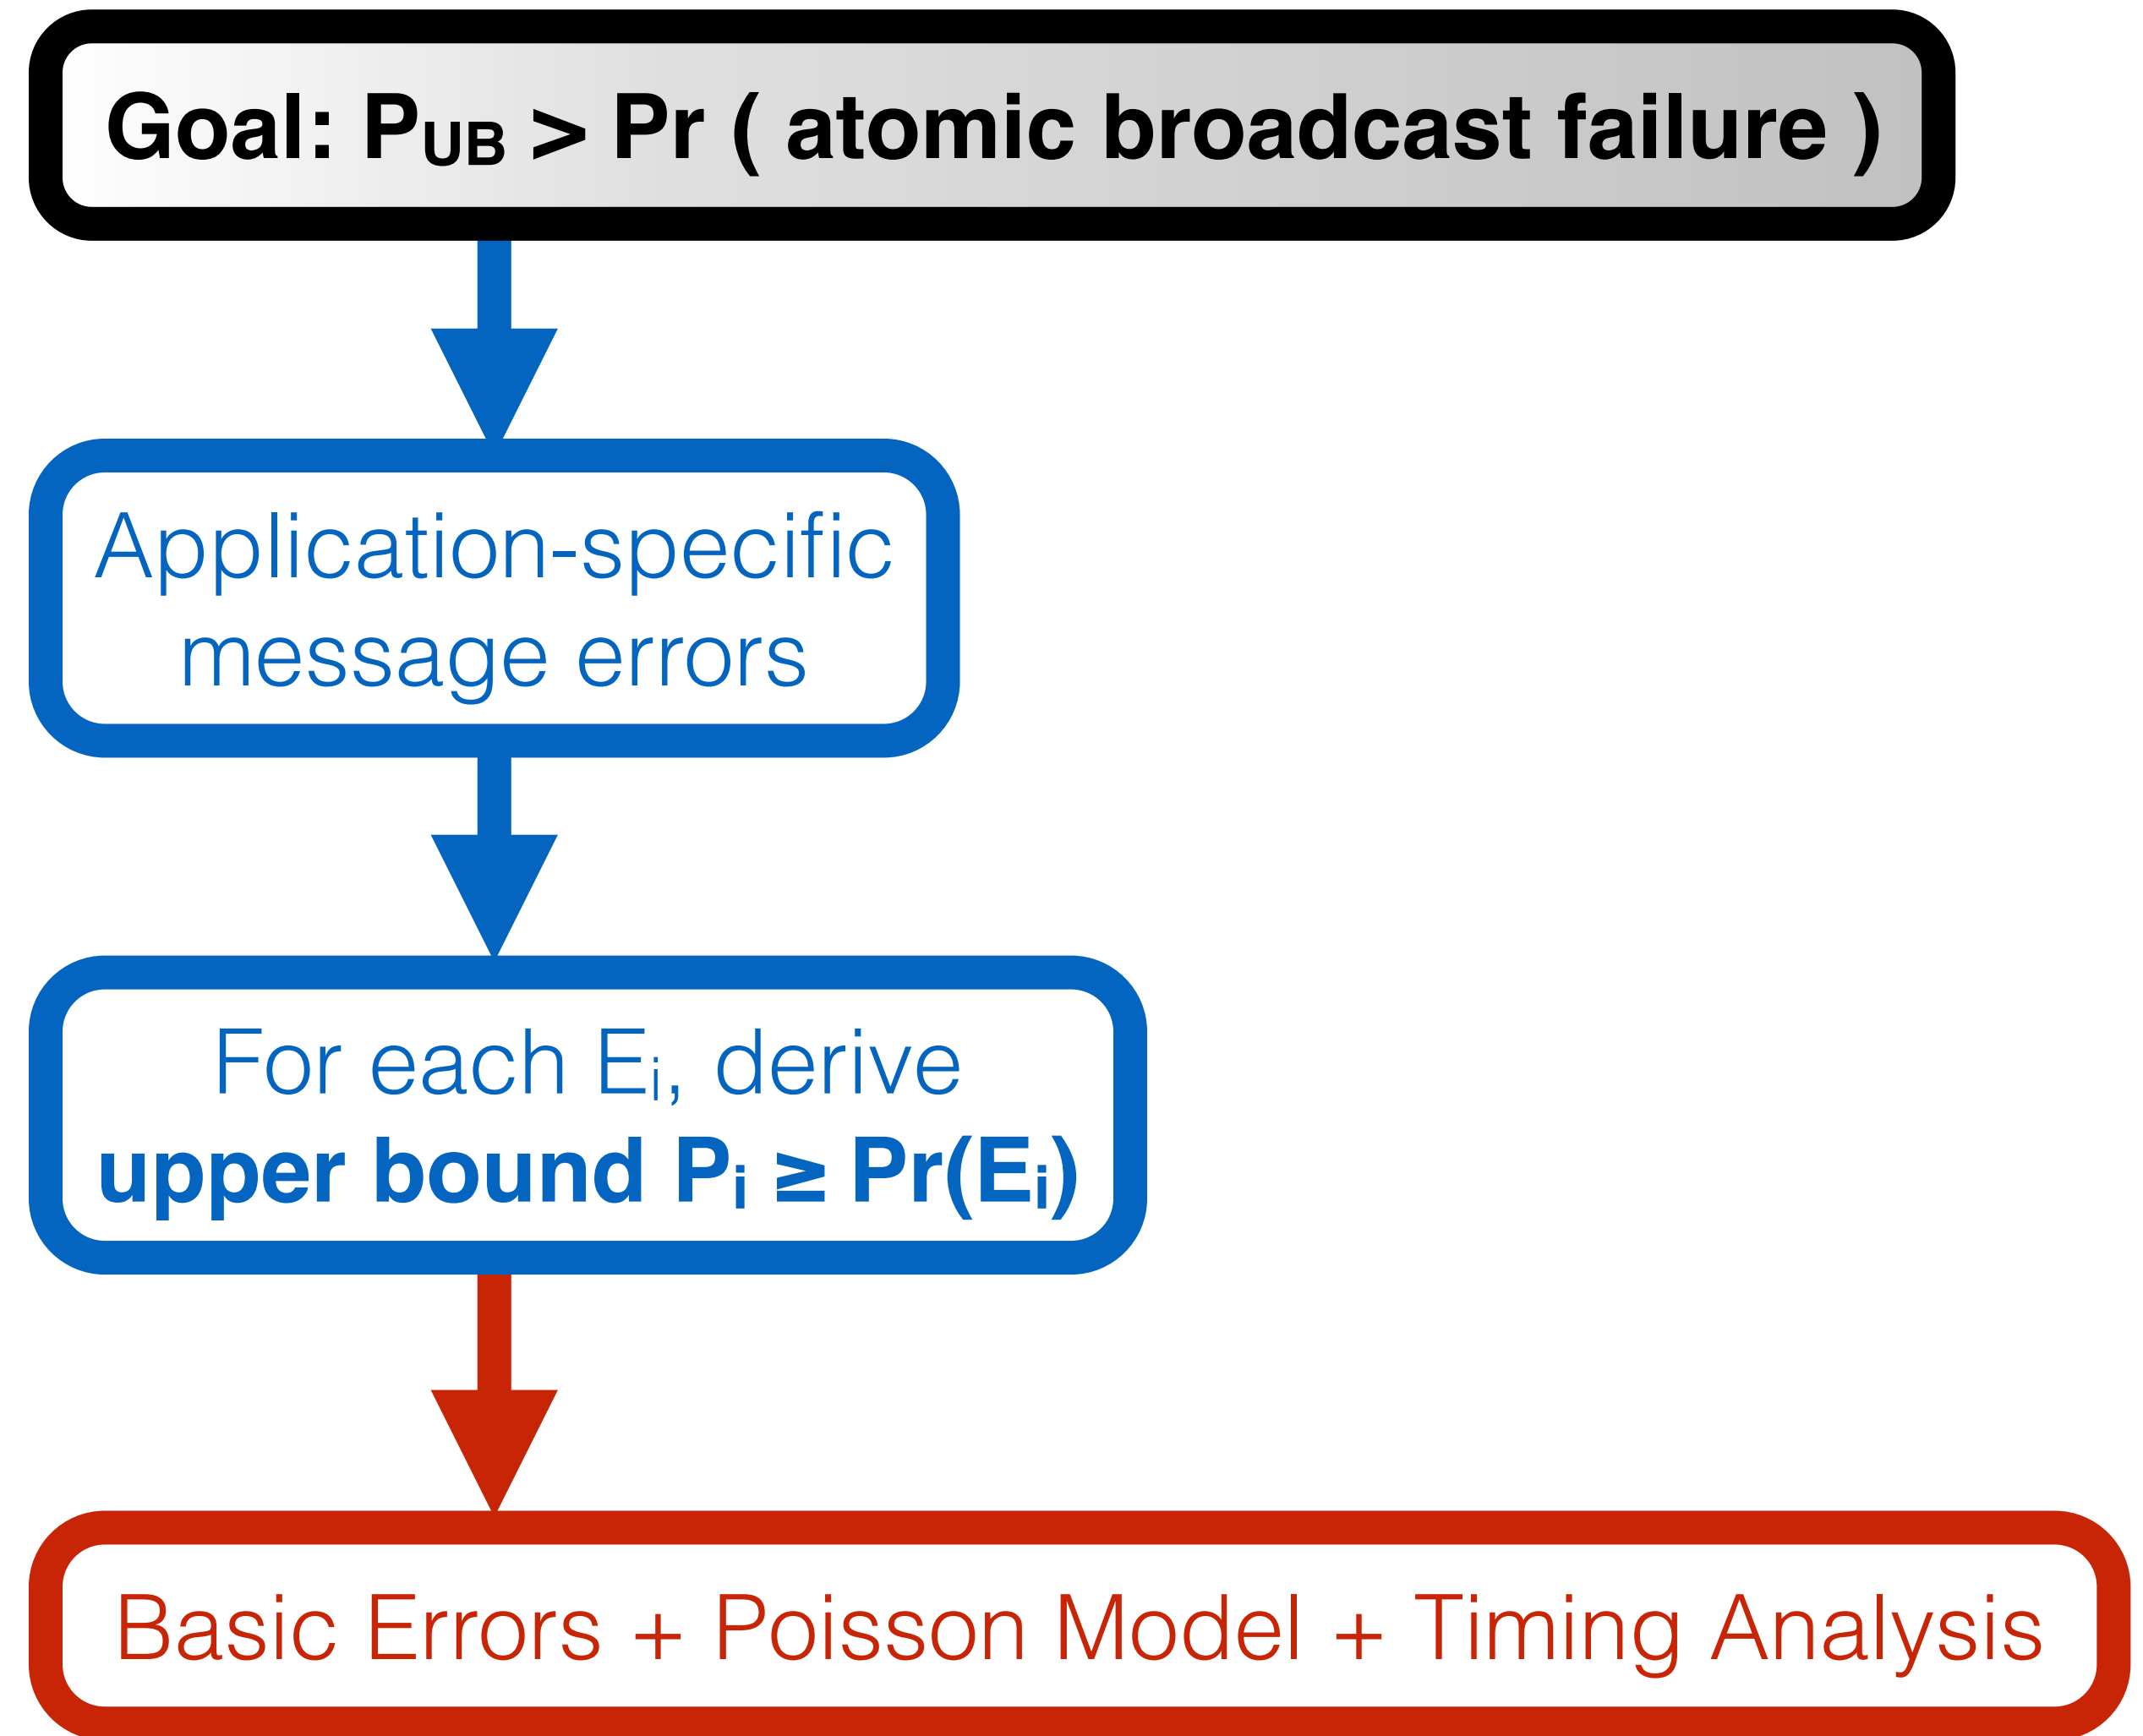 Goal: PUB > Pr ( atomic broadcast failure )
Application-specific
message errors
For each Ei, derive
upper bound Pi ≥ Pr(Ei)
Basic Errors + Poisson Model + Timing Analysis